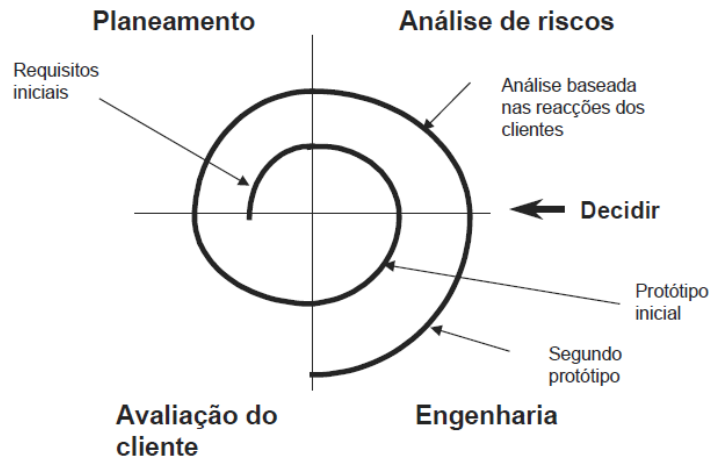 Planeamento
Análise de riscos
Requisitos
iniciais
Análise baseada
nas reacções dos
clientes
Decidir
Protótipo
inicial
Segundo
protótipo
Avaliação do
cliente
Engenharia